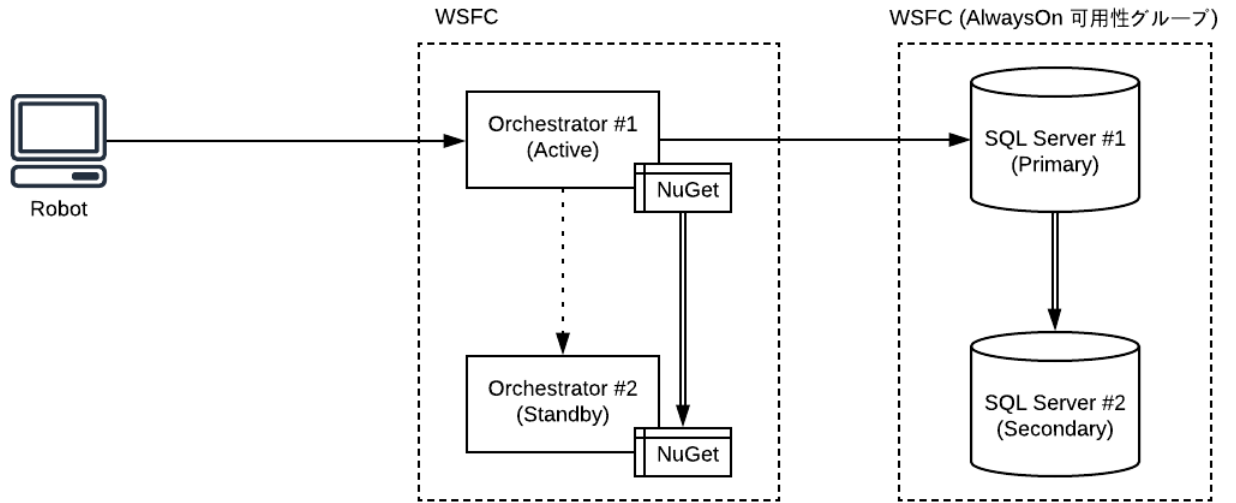 WSFC
WSFC (AlwaysOn 可用性グループ)
Robot
Orchestrator #1
(Active)
NuGet
SQL Server #1
(Primary)
Orchestrator #2
(Standby)
NuGet
SQL Server #2
(Secondary)